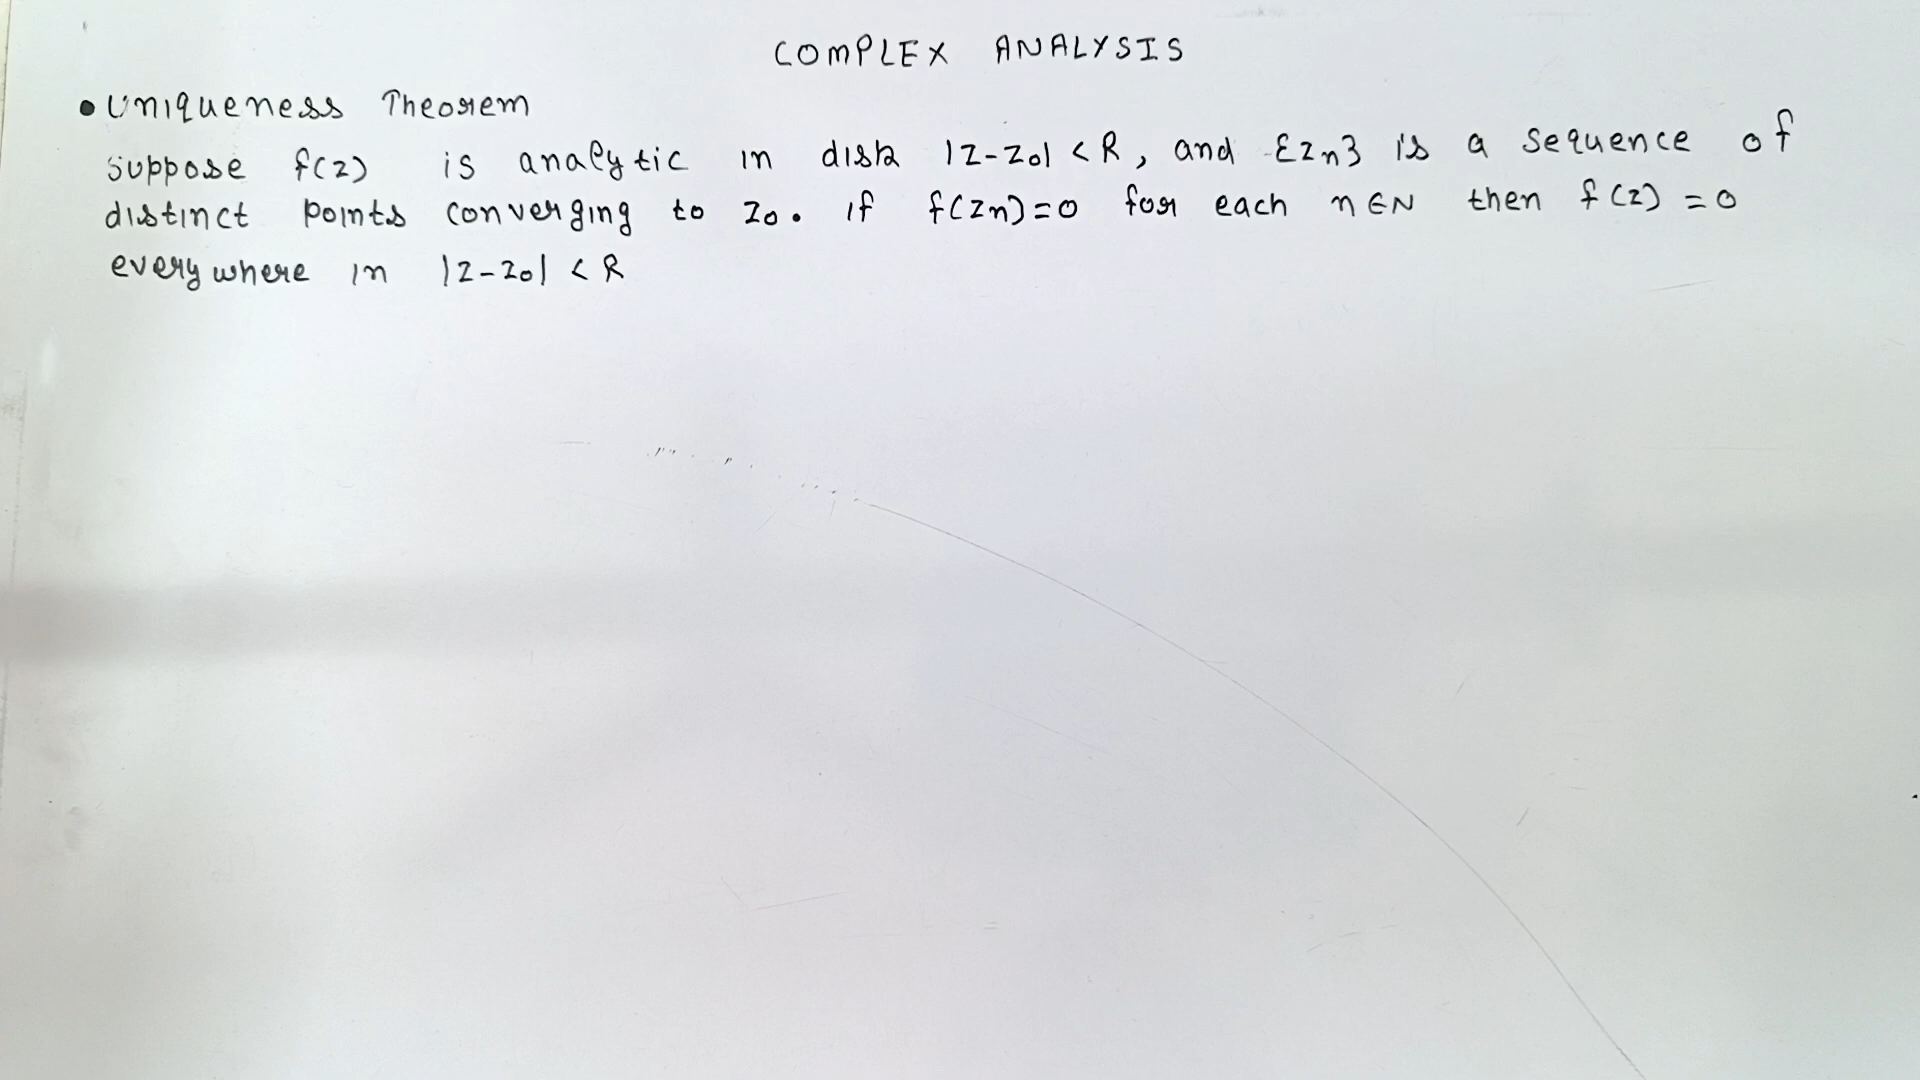 COMPLEX ANALYSIS
• Uniqueness Theorem
suppose f(z) is analytic in disk |z-z₀| < R, and {zn} is a sequence of
distinct points converging to z₀. if f(zn)=0 for each n∈N then f(z) = 0
everywhere in |z-z₀| < R